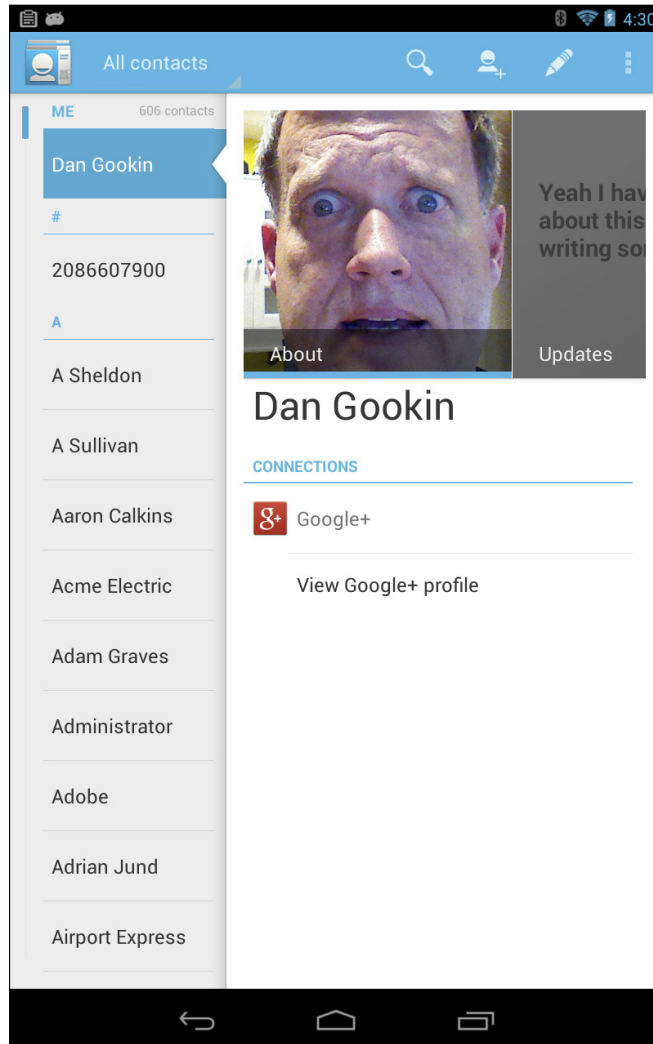 4:30
All contacts
ME 606 contacts
Dan Gookin
#
2086607900
A
A Sheldon
A Sullivan
Aaron Calkins
Acme Electric
Adam Graves
Administrator
Adobe
Adrian Jund
Airport Express
Yeah I hav
about this
writing so
About
Updates
Dan Gookin
CONNECTIONS
g+ Google+
View Google+ profile